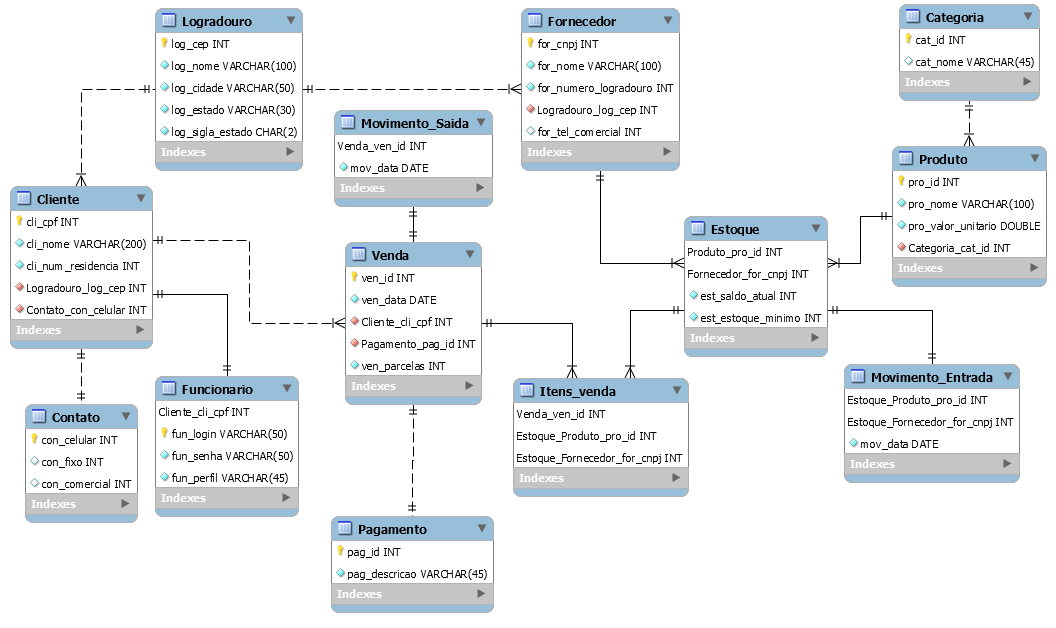 Logradouro
log_cep INT
log_nome VARCHAR(100)
log_cidade VARCHAR(50)
log_estado VARCHAR(30)
log_sigla_estado CHAR(2)
Indexes
Fornecedor
for_cnpj INT
for_nome VARCHAR(100)
for_numero_logradouro INT
Logradouro_log_cep INT
for_tel_comercial INT
Indexes
Categoria
cat_id INT
cat_nome VARCHAR(45)
Indexes
Movimento_Saida
Venda_ven_id INT
mov_data DATE
Indexes
Produto
pro_id INT
pro_nome VARCHAR(100)
pro_valor_unitario DOUBLE
Categoria_cat_id INT
Indexes
Cliente
cli_cpf INT
cli_nome VARCHAR(200)
cli_num_residencia INT
Logradouro_log_cep INT
Contato_con_celular INT
Indexes
Venda
ven_id INT
ven_data DATE
Cliente_cli_cpf INT
Pagamento_pag_id INT
ven_parcelas INT
Indexes
Estoque
Produto_pro_id INT
Fornecedor_for_cnpj INT
est_saldo_atual INT
est_estoque_minimo INT
Indexes
Contato
con_celular INT
con_fixo INT
con_comercial INT
Indexes
Funcionario
Cliente_cli_cpf INT
fun_login VARCHAR(50)
fun_senha VARCHAR(50)
fun_perfil VARCHAR(45)
Indexes
Itens_venda
Venda_ven_id INT
Estoque_Produto_pro_id INT
Estoque_Fornecedor_for_cnpj INT
Indexes
Movimento_Entrada
Estoque_Produto_pro_id INT
Estoque_Fornecedor_for_cnpj INT
mov_data DATE
Indexes
Pagamento
pag_id INT
pag_descricao VARCHAR(45)
Indexes